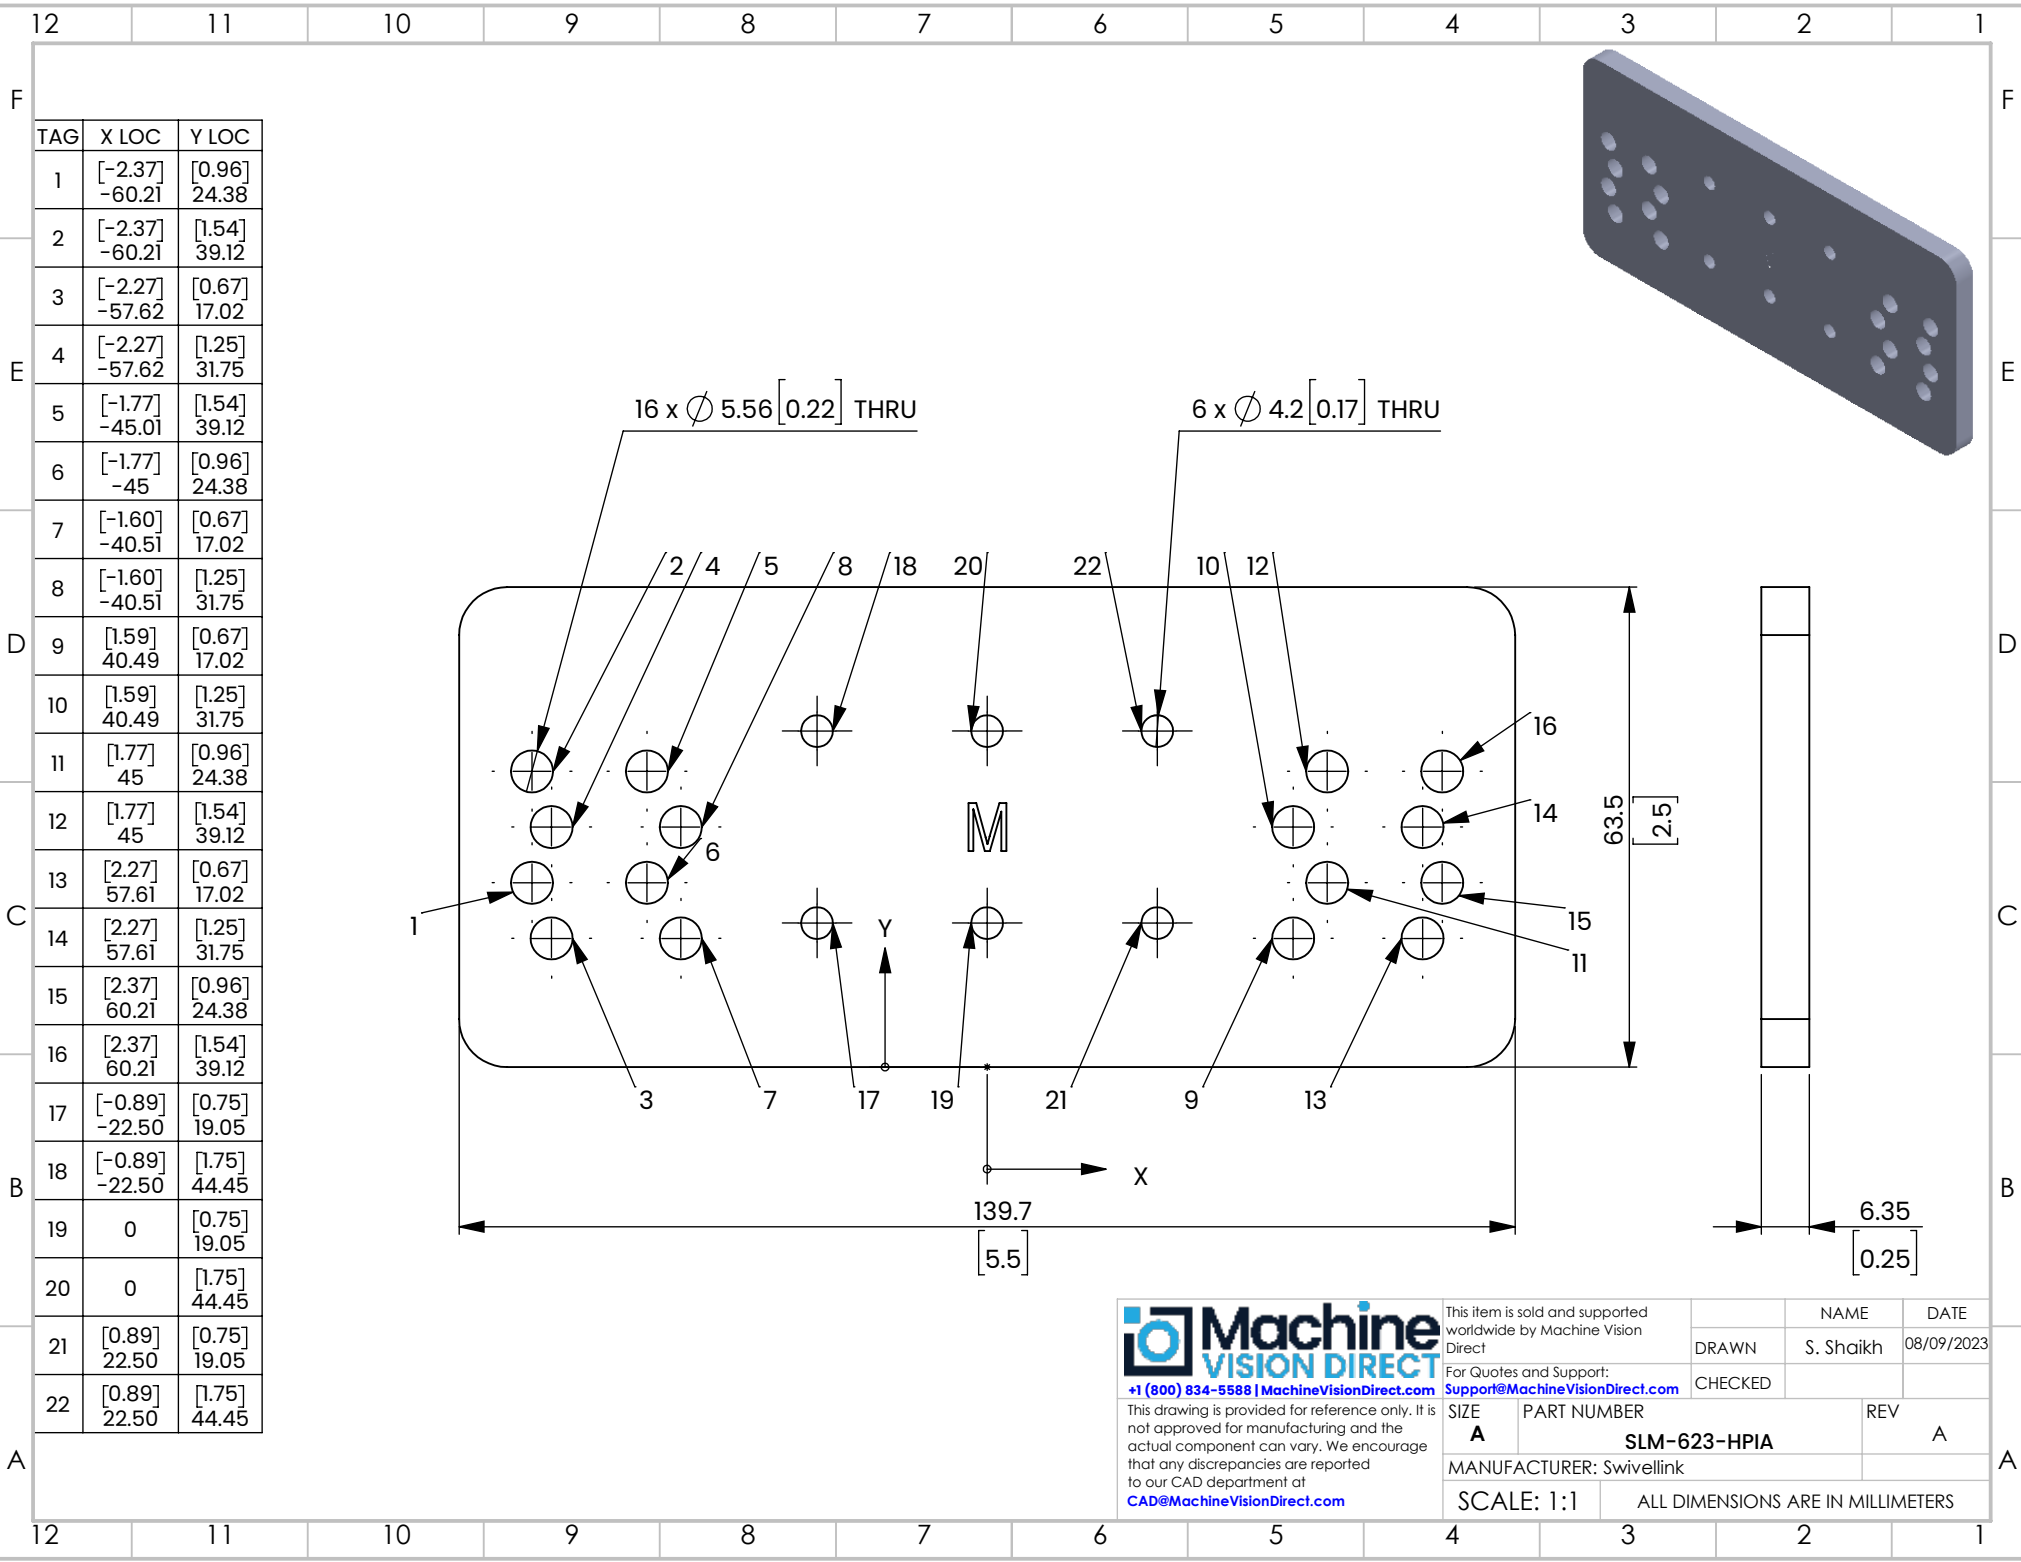 12 11 10 9 8 7 6 5 4 3 2 1
F F
E E
D D
C C
B B
A A
TAG X LOC Y LOC
1 [-2.37] -60.21 [0.96] 24.38
2 [-2.37] -60.21 [1.54] 39.12
3 [-2.27] -57.62 [0.67] 17.02
4 [-2.27] -57.62 [1.25] 31.75
5 [-1.77] -45.01 [1.54] 39.12
6 [-1.77] -45 [0.96] 24.38
7 [-1.60] -40.51 [0.67] 17.02
8 [-1.60] -40.51 [1.25] 31.75
9 [1.59] 40.49 [0.67] 17.02
10 [1.59] 40.49 [1.25] 31.75
11 [1.77] 45 [0.96] 24.38
12 [1.77] 45 [1.54] 39.12
13 [2.27] 57.61 [0.67] 17.02
14 [2.27] 57.61 [1.25] 31.75
15 [2.37] 60.21 [0.96] 24.38
16 [2.37] 60.21 [1.54] 39.12
17 [-0.89] -22.50 [0.75] 19.05
18 [-0.89] -22.50 [1.75] 44.45
19 0 [0.75] 19.05
20 0 [1.75] 44.45
21 [0.89] 22.50 [0.75] 19.05
22 [0.89] 22.50 [1.75] 44.45
16 x ∅ 5.56 [0.22] THRU
6 x ∅ 4.2 [0.17] THRU
2 4 5 8 18 20 22 10 12
16
14
6
M
1
15
11
Y
3 7 17 19 21 9 13
X
63.5
[2.5]
139.7
[5.5]
6.35
[0.25]
Machine
VISION DIRECT
+1 (800) 834-5588 | MachineVisionDirect.com
This drawing is provided for reference only. It is
not approved for manufacturing and the
actual component can vary. We encourage
that any discrepancies are reported
to our CAD department at
CAD@MachineVisionDirect.com
This item is sold and supported
worldwide by Machine Vision
Direct
For Quotes and Support:
Support@MachineVisionDirect.com
NAME DATE
DRAWN S. Shaikh 08/09/2023
CHECKED
SIZE PART NUMBER REV
A SLM-623-HPIA A
MANUFACTURER: Swivellink
SCALE: 1:1 ALL DIMENSIONS ARE IN MILLIMETERS
12 11 10 9 8 7 6 5 4 3 2 1